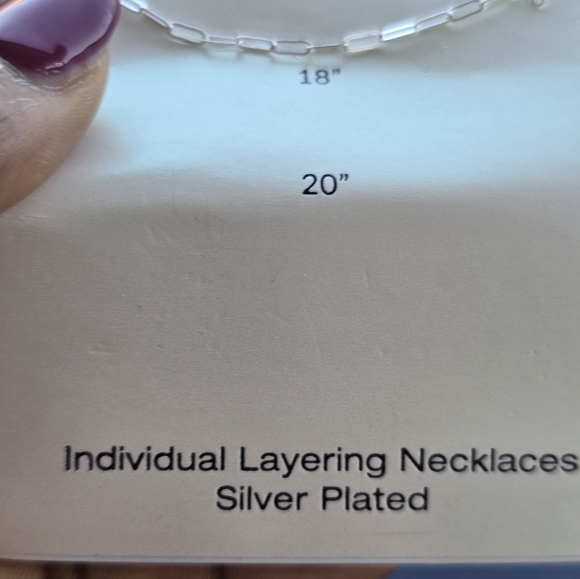 18”
20”
Individual Layering Necklaces
Silver Plated